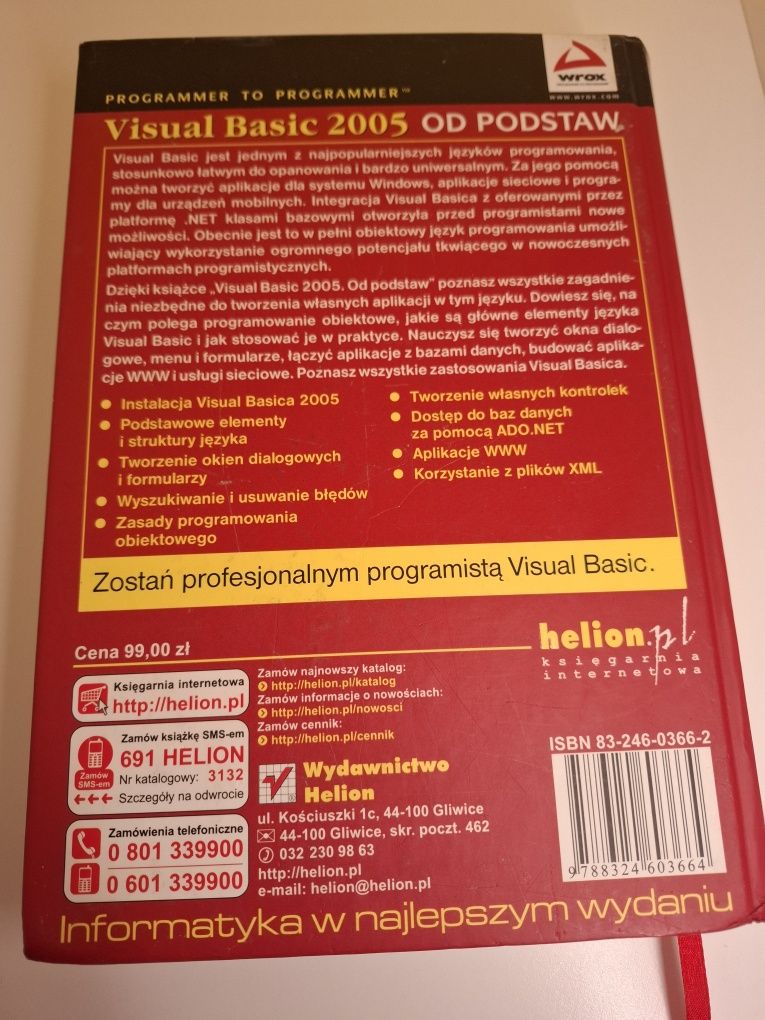 wrox
PROGRAMMER TO PROGRAMMER™
www.wrox.com
Visual Basic 2005 OD PODSTAW
Visual Basic jest jednym z najpopularniejszych języków programowania,
stosunkowo łatwym do opanowania i bardzo uniwersalnym. Za jego pomocą
można tworzyć aplikacje dla systemu Windows, aplikacje sieciowe i progra-
my dla urządzeń mobilnych. Integracja Visual Basica z oferowanymi przez
platformę .NET klasami bazowymi otworzyła przed programistami nowe
możliwości. Obecnie jest to w pełni obiektowy język programowania umożli-
wiający wykorzystanie ogromnego potencjału tkwiącego w nowoczesnych
platformach programistycznych.
Dzięki książce „Visual Basic 2005. Od podstaw” poznasz wszystkie zagadnie-
nia niezbędne do tworzenia własnych aplikacji w tym języku. Dowiesz się, na
czym polega programowanie obiektowe, jakie są główne elementy języka
Visual Basic i jak stosować je w praktyce. Nauczysz się tworzyć okna dialo-
gowe, menu i formularze, łączyć aplikacje z bazami danych, budować aplika-
cje WWW i usługi sieciowe. Poznasz wszystkie zastosowania Visual Basica.
● Instalacja Visual Basica 2005
● Podstawowe elementy
i struktury języka
● Tworzenie okien dialogowych
i formularzy
● Wyszukiwanie i usuwanie błędów
● Zasady programowania
obiektowego
● Tworzenie własnych kontrolek
● Dostęp do baz danych
za pomocą ADO.NET
● Aplikacje WWW
● Korzystanie z plików XML
Zostań profesjonalnym programistą Visual Basic.
Cena 99,00 zł
helion.pl
księgarnia
internetowa
Księgarnia internetowa
http://helion.pl
Zamów książkę SMS-em
691 HELION
Nr katalogowy: 3132
Zamów
SMS-em
Szczegóły na odwrocie
Zamówienia telefoniczne
0 801 339900
0 601 339900
Zamów najnowszy katalog:
http://helion.pl/katalog
Zamów informacje o nowościach:
http://helion.pl/nowosci
Zamów cennik:
http://helion.pl/cennik
Wydawnictwo
Helion
ul. Kościuszki 1c, 44-100 Gliwice
44-100 Gliwice, skr. poczt. 462
032 230 98 63
http://helion.pl
e-mail: helion@helion.pl
ISBN 83-246-0366-2
9 788324 603664
Informatyka w najlepszym wydaniu